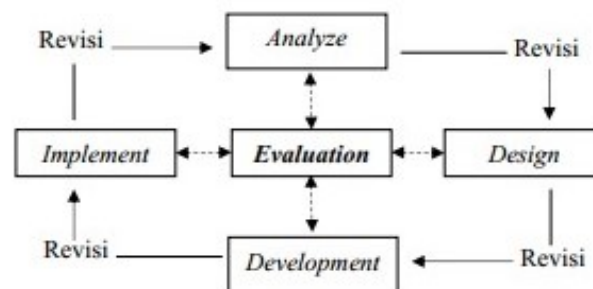 Revisi
Analyze
Revisi
Implement
Evaluation
Design
Revisi
Development
Revisi